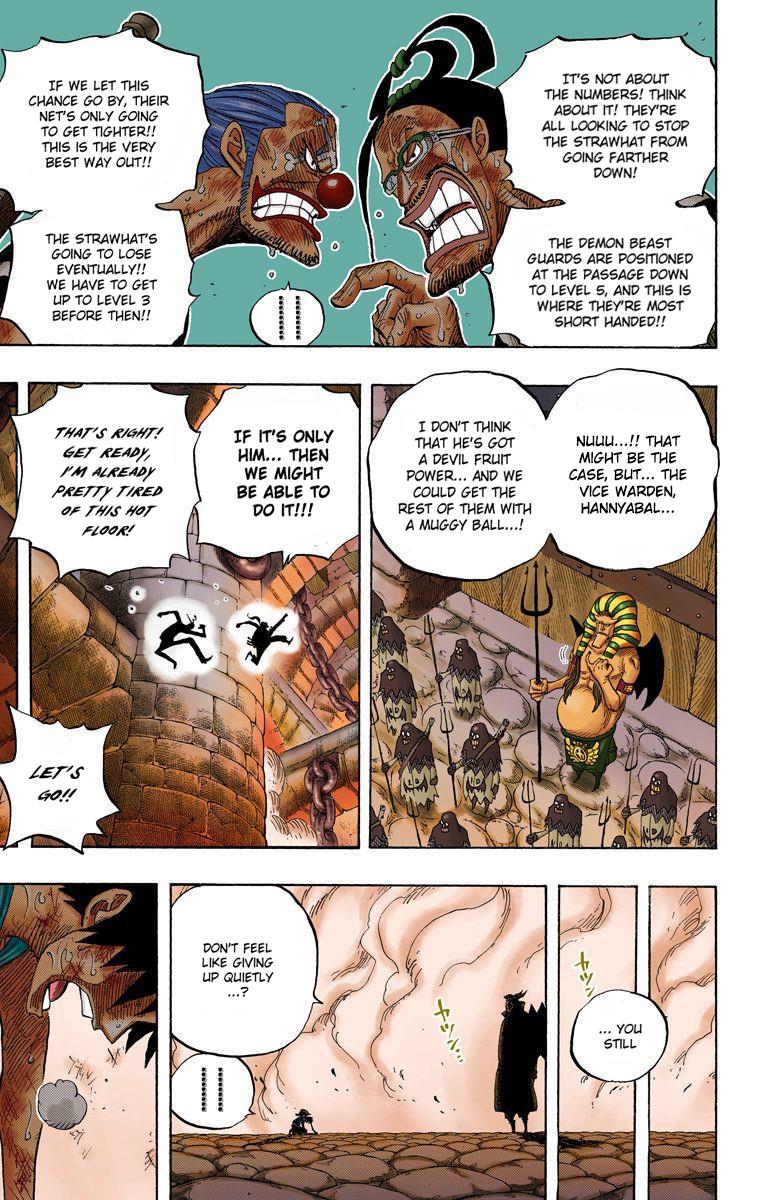 IT'S NOT ABOUT
THE NUMBERS! THINK
ABOUT IT! THEY'RE
ALL LOOKING TO STOP
THE STRAWHAT FROM
GOING FARTHER
DOWN!
THE DEMON BEAST
GUARDS ARE POSITIONED
AT THE PASSAGE DOWN
TO LEVEL 5, AND THIS IS
WHERE THEY'RE MOST
SHORT HANDED!!
!!
IF WE LET THIS
CHANCE GO BY, THEIR
NET'S ONLY GOING
TO GET TIGHTER!!
THIS IS THE VERY
BEST WAY OUT!!
THE STRAWHAT'S
GOING TO LOSE
EVENTUALLY!!
WE HAVE TO GET
UP TO LEVEL 3
BEFORE THEN!!
NUUU...!! THAT
MIGHT BE THE
CASE, BUT... THE
VICE WARDEN,
HANNYABAL...
I DON'T THINK
THAT HE'S GOT
A DEVIL FRUIT
POWER... AND WE
COULD GET THE
REST OF THEM WITH
A MUGGY BALL...!
IF IT'S ONLY
HIM... THEN
WE MIGHT
BE ABLE TO
DO IT!!!
THAT'S RIGHT!
GET READY,
I'M ALREADY
PRETTY TIRED
OF THIS HOT
FLOOR!
LET'S
GO!!
... YOU
STILL
カツン
カツン...
DON'T FEEL
LIKE GIVING
UP QUIETLY
...?
!!